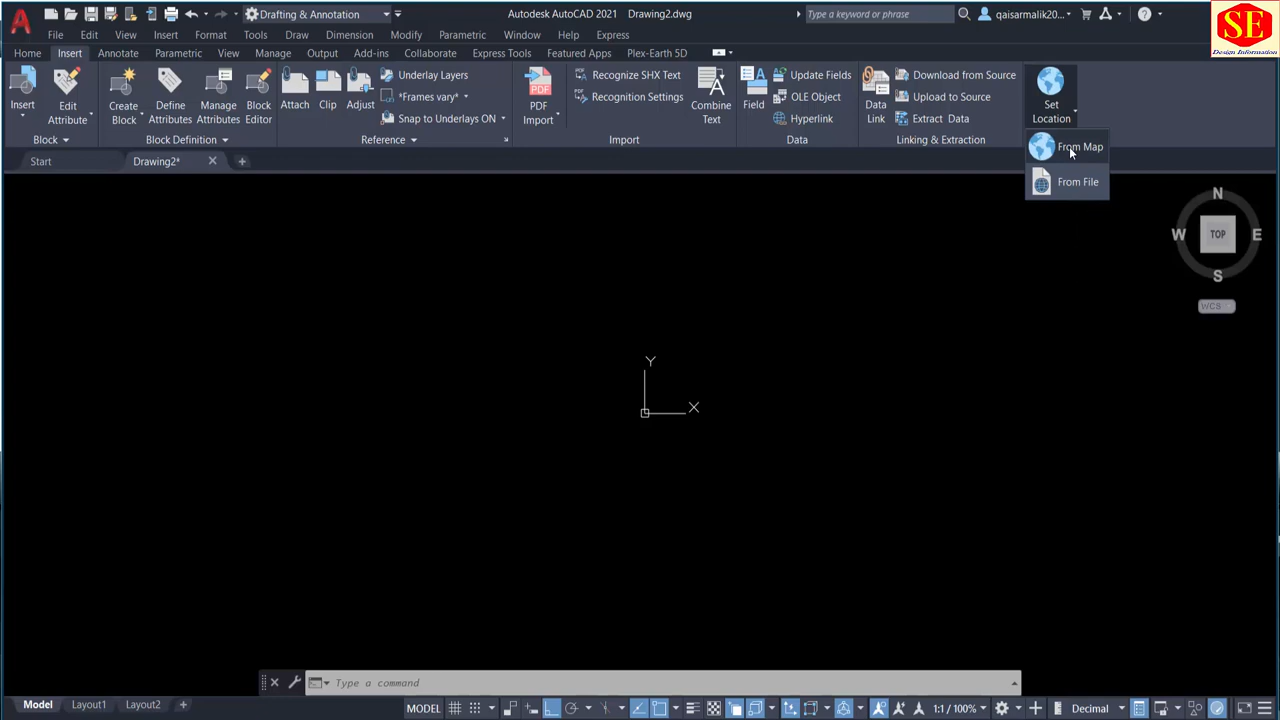 Autodesk AutoCAD 2021 Drawing2.dwg
Drafting & Annotation
Type a keyword or phrase
qaisarmalik20...
SE
Design Information
File Edit View Insert Format Tools Draw Dimension Modify Parametric Window Help Express
Home Insert Annotate Parametric View Manage Output Add-ins Collaborate Express Tools Featured Apps Plex-Earth 5D
Insert
Edit
Attribute
Block
Create
Block
Define
Attributes
Manage
Attributes
Block
Editor
Block Definition
Attach
Clip
Adjust
Underlay Layers
*Frames vary*
Snap to Underlays ON
Reference
PDF
PDF
Import
Recognize SHX Text
PDF
Recognition Settings
Combine
Text
Import
Field
Update Fields
OLE Object
Hyperlink
Data
Data
Link
Download from Source
Upload to Source
Extract Data
Linking & Extraction
Set
Location
From Map
From File
Start Drawing2*
N
W TOP E
S
WCS
Y
X
Type a command
Model Layout1 Layout2
MODEL
1:1 / 100%
Decimal